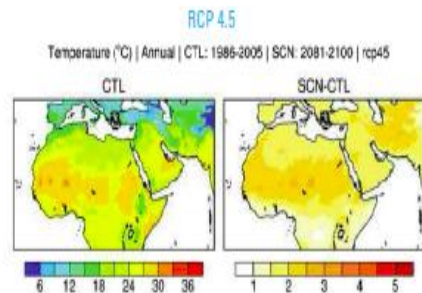 RCP 4.5
Temperature (°C) | Annual | CTL: 1986-2005 | SCN: 2081-2100 | rcp45
CTL
SCN-CTL
6 12 18 24 30 36
1 2 3 4 5